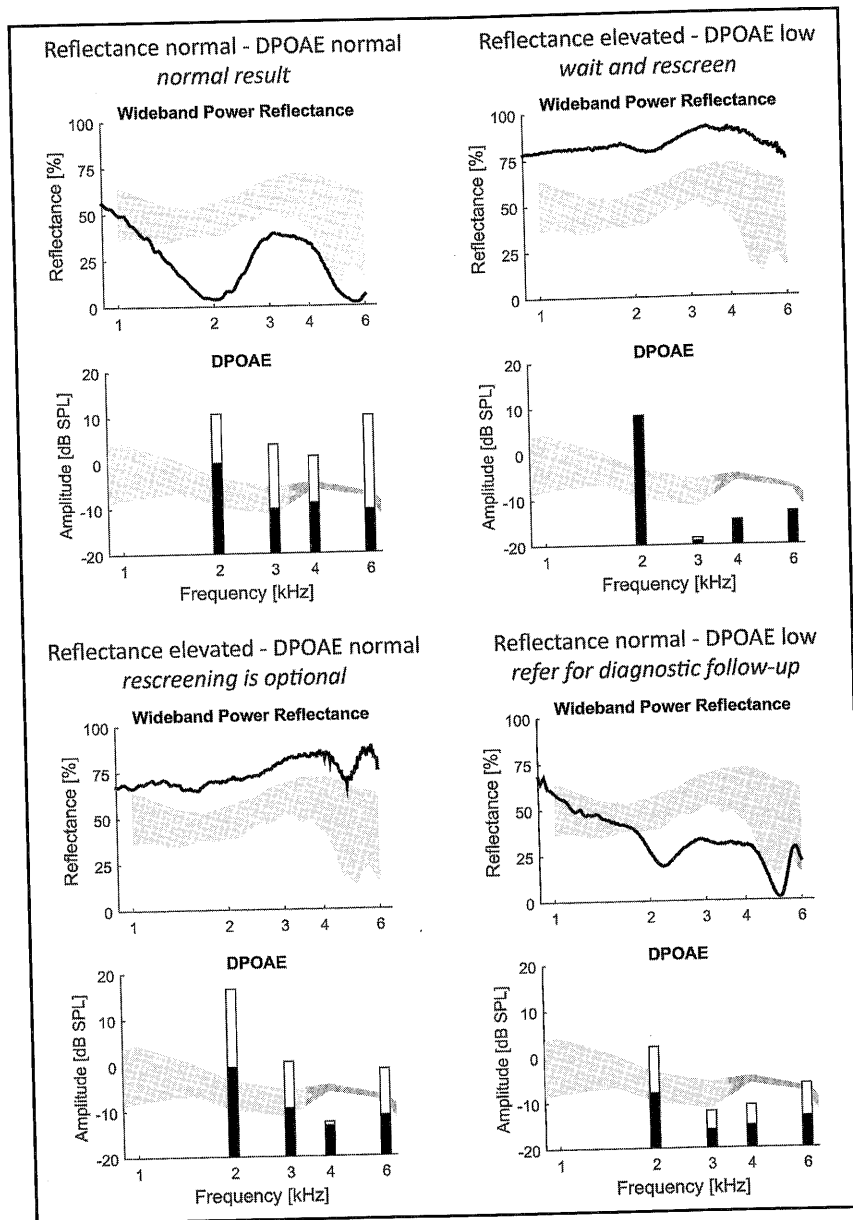 Reflectance normal - DPOAE normal
normal result
Wideband Power Reflectance
Reflectance [%]
100
75
50
25
0
1 2 3 4 6
DPOAE
Amplitude [dB SPL]
20
10
0
-10
-20
1 2 3 4 6
Frequency [kHz]
Reflectance elevated - DPOAE low
wait and rescreen
Wideband Power Reflectance
Reflectance [%]
100
75
50
25
0
1 2 3 4 6
DPOAE
Amplitude [dB SPL]
20
10
0
-10
-20
1 2 3 4 6
Frequency [kHz]
Reflectance elevated - DPOAE normal
rescreening is optional
Wideband Power Reflectance
Reflectance [%]
100
75
50
25
0
1 2 3 4 6
DPOAE
Amplitude [dB SPL]
20
10
0
-10
-20
1 2 3 4 6
Frequency [kHz]
Reflectance normal - DPOAE low
refer for diagnostic follow-up
Wideband Power Reflectance
Reflectance [%]
100
75
50
25
0
1 2 3 4 6
DPOAE
Amplitude [dB SPL]
20
10
0
-10
-20
1 2 3 4 6
Frequency [kHz]